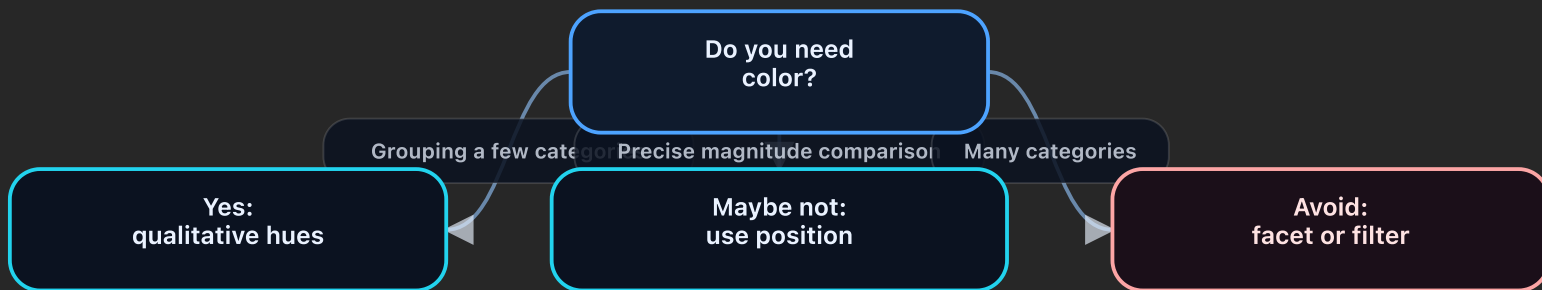 Do you need
color?
Grouping a few categories
Precise magnitude comparison
Many categories
Yes:
qualitative hues
Maybe not:
use position
Avoid:
facet or filter